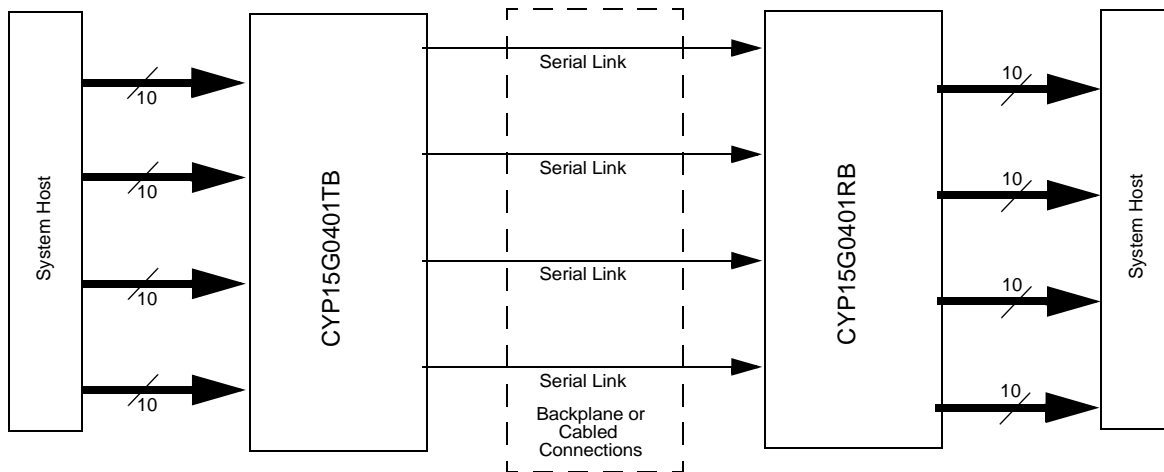 System Host
10
10
10
10
CYP15G0401TB
Serial Link
Serial Link
Serial Link
Serial Link
Backplane or
Cabled
Connections
CYP15G0401RB
10
10
10
10
System Host